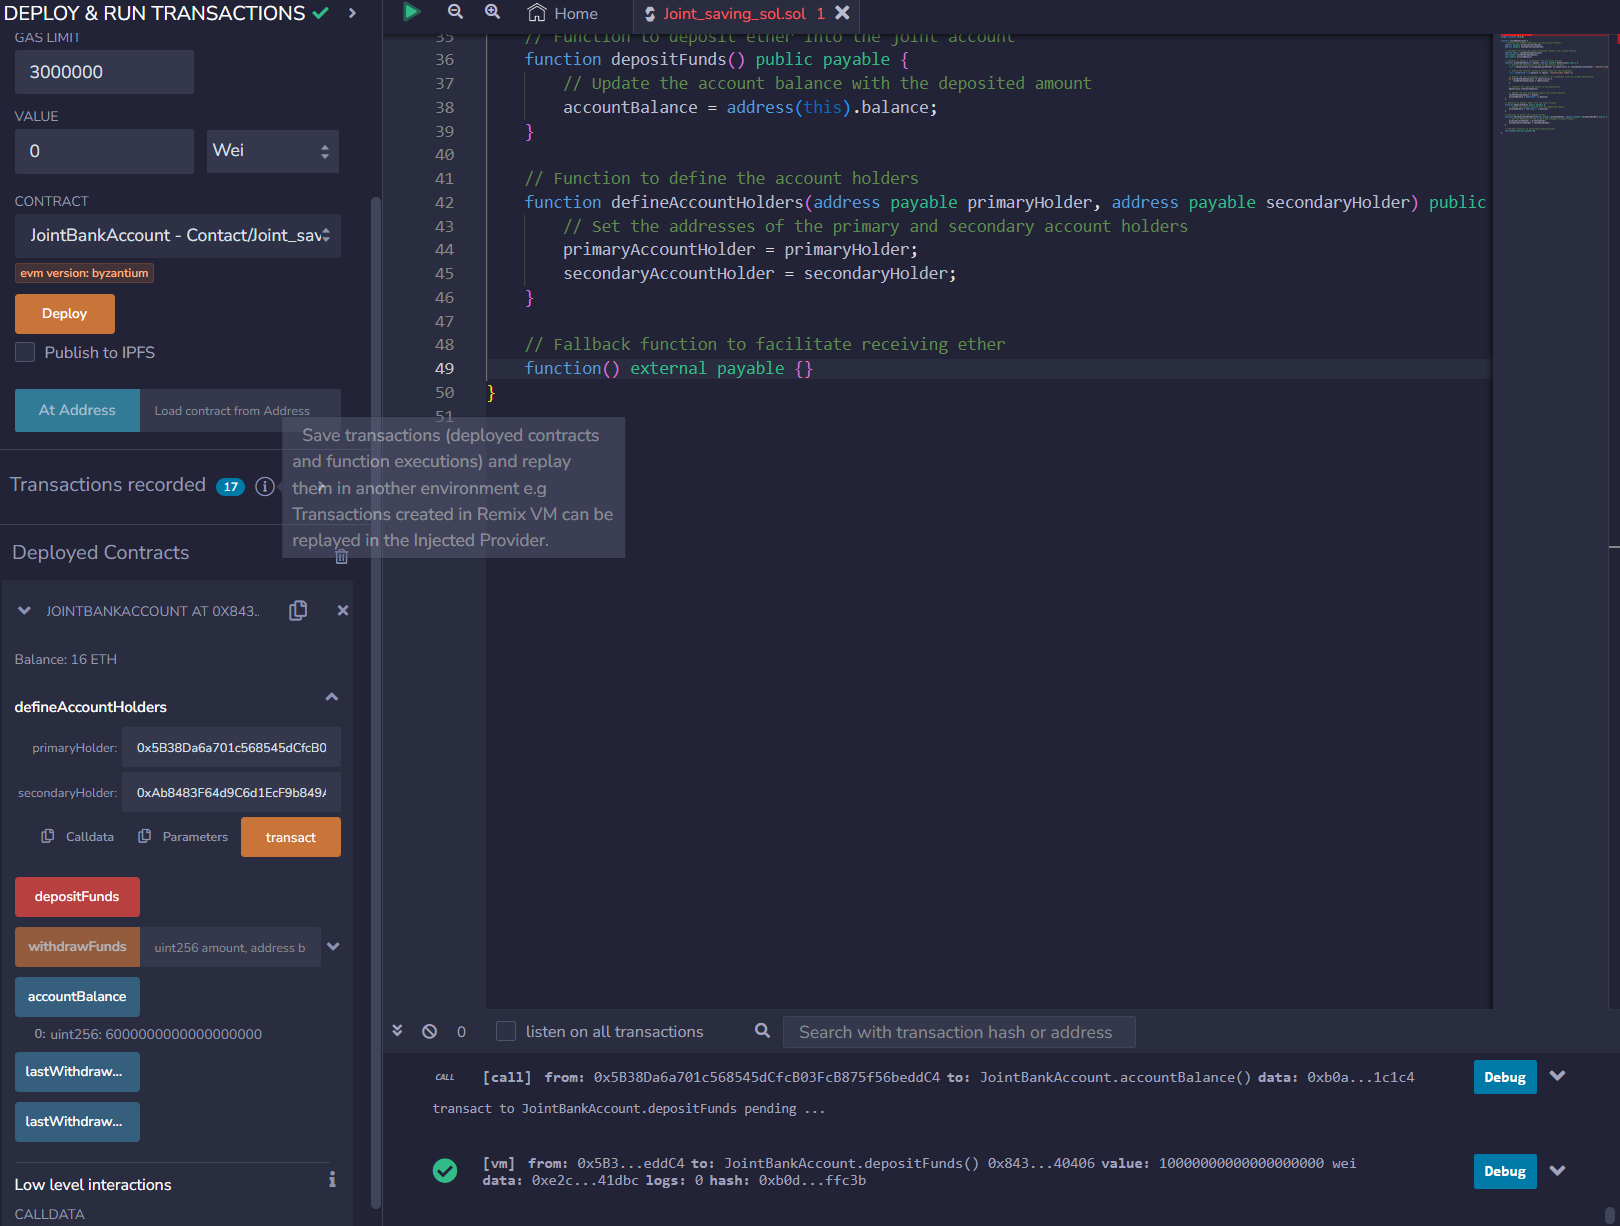 DEPLOY & RUN TRANSACTIONS
GAS LIMIT
3000000
VALUE
0
Wei
CONTRACT
JointBankAccount - Contact/Joint_sav
evm version: byzantium
Deploy
Publish to IPFS
At Address
Load contract from Address
Transactions recorded 17 i
Save transactions (deployed contracts
and function executions) and replay
them in another environment e.g
Transactions created in Remix VM can be
replayed in the Injected Provider.
Deployed Contracts
JOINTBANKACCOUNT AT 0X843..
Balance: 16 ETH
defineAccountHolders
primaryHolder: 0x5B38Da6a701c568545dCfcB0
secondaryHolder: 0xAb8483F64d9C6d1EcF9b849A
Calldata Parameters transact
depositFunds
withdrawFunds uint256 amount, address b
accountBalance
0: uint256: 6000000000000000000
lastWithdraw...
lastWithdraw...
Low level interactions i
CALLDATA
Home Joint_saving_sol.sol 1
35 // Function to deposit ether into the joint account
36 function depositFunds() public payable {
37 // Update the account balance with the deposited amount
38 accountBalance = address(this).balance;
39 }
40
41 // Function to define the account holders
42 function defineAccountHolders(address payable primaryHolder, address payable secondaryHolder) public
43 // Set the addresses of the primary and secondary account holders
44 primaryAccountHolder = primaryHolder;
45 secondaryAccountHolder = secondaryHolder;
46 }
47
48 // Fallback function to facilitate receiving ether
49 function() external payable {}
50 }
51
0 listen on all transactions Search with transaction hash or address
CALL [call] from: 0x5B38Da6a701c568545dCfcB03FcB875f56beddC4 to: JointBankAccount.accountBalance() data: 0xb0a...1c1c4 Debug
transact to JointBankAccount.depositFunds pending ...
[vm] from: 0x5B3...eddC4 to: JointBankAccount.depositFunds() 0x843...40406 value: 10000000000000000000 wei Debug
data: 0xe2c...41dbc logs: 0 hash: 0xb0d...ffc3b